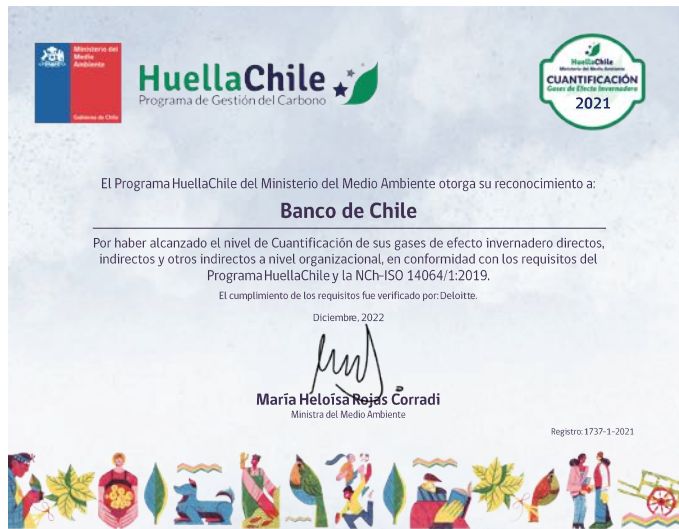 Ministerio del
Medio
Ambiente
Gobierno de Chile
HuellaChile
Programa de Gestión del Carbono
HuellaChile
Ministerio del Medio Ambiente
CUANTIFICACIÓN
Gases de Efecto Invernadero
2021
El Programa HuellaChile del Ministerio del Medio Ambiente otorga su reconocimiento a:
Banco de Chile
Por haber alcanzado el nivel de Cuantificación de sus gases de efecto invernadero directos,
indirectos y otros indirectos a nivel organizacional, en conformidad con los requisitos del
Programa HuellaChile y la NCh-ISO 14064/1:2019.
El cumplimiento de los requisitos fue verificado por: Deloitte.
Diciembre, 2022
María Heloísa Rojas Corradi
Ministra del Medio Ambiente
Registro: 1737-1-2021